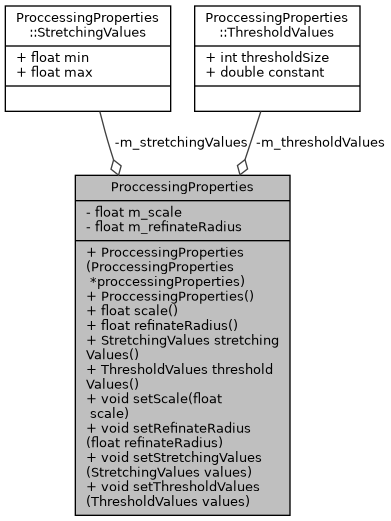 ProccessingProperties
::StretchingValues
+ float min
+ float max
ProccessingProperties
::ThresholdValues
+ int thresholdSize
+ double constant
-m_stretchingValues
-m_thresholdValues
ProccessingProperties
- float m_scale
- float m_refinateRadius
+ ProccessingProperties
(ProccessingProperties
*proccessingProperties)
+ ProccessingProperties()
+ float scale()
+ float refinateRadius()
+ StretchingValues stretching
Values()
+ ThresholdValues threshold
Values()
+ void setScale(float
scale)
+ void setRefinateRadius
(float refinateRadius)
+ void setStretchingValues
(StretchingValues values)
+ void setThresholdValues
(ThresholdValues values)